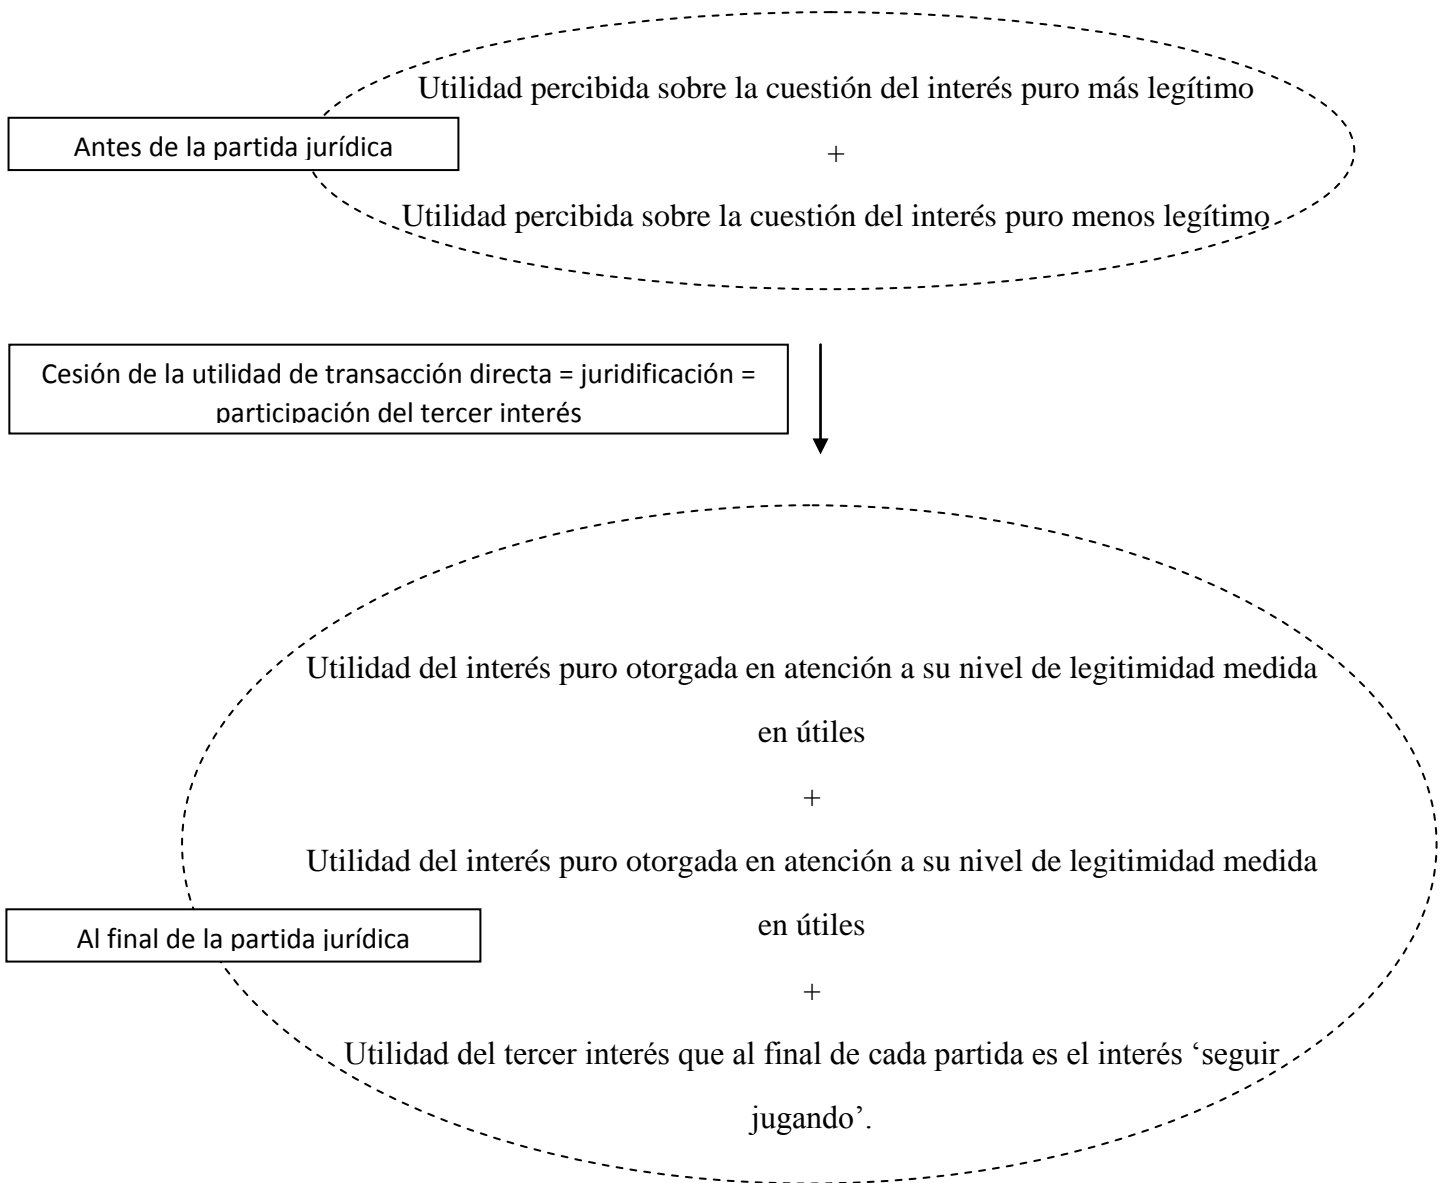 Utilidad percibida sobre la cuestión del interés puro más legítimo
Antes de la partida jurídica
+
Utilidad percibida sobre la cuestión del interés puro menos legítimo
Cesión de la utilidad de transacción directa = juridificación =
participación del tercer interés
Utilidad del interés puro otorgada en atención a su nivel de legitimidad medida
en útiles
+
Utilidad del interés puro otorgada en atención a su nivel de legitimidad medida
en útiles
Al final de la partida jurídica
+
Utilidad del tercer interés que al final de cada partida es el interés ‘seguir
jugando’.